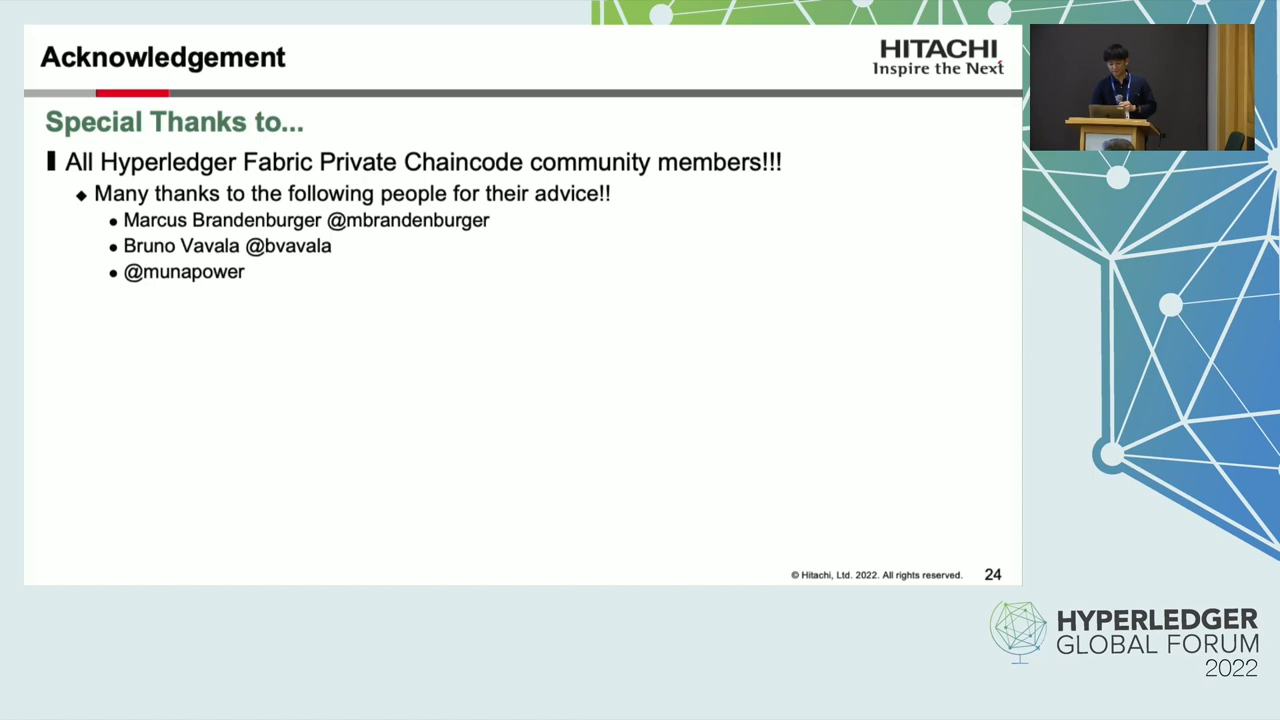 Acknowledgement
HITACHI
Inspire the Next
Special Thanks to...
All Hyperledger Fabric Private Chaincode community members!!!
Many thanks to the following people for their advice!!
Marcus Brandenburger @mbrandenburger
Bruno Vavala @bvavala
@munapower
© Hitachi, Ltd. 2022. All rights reserved.
24
HYPERLEDGER
GLOBAL FORUM
2022